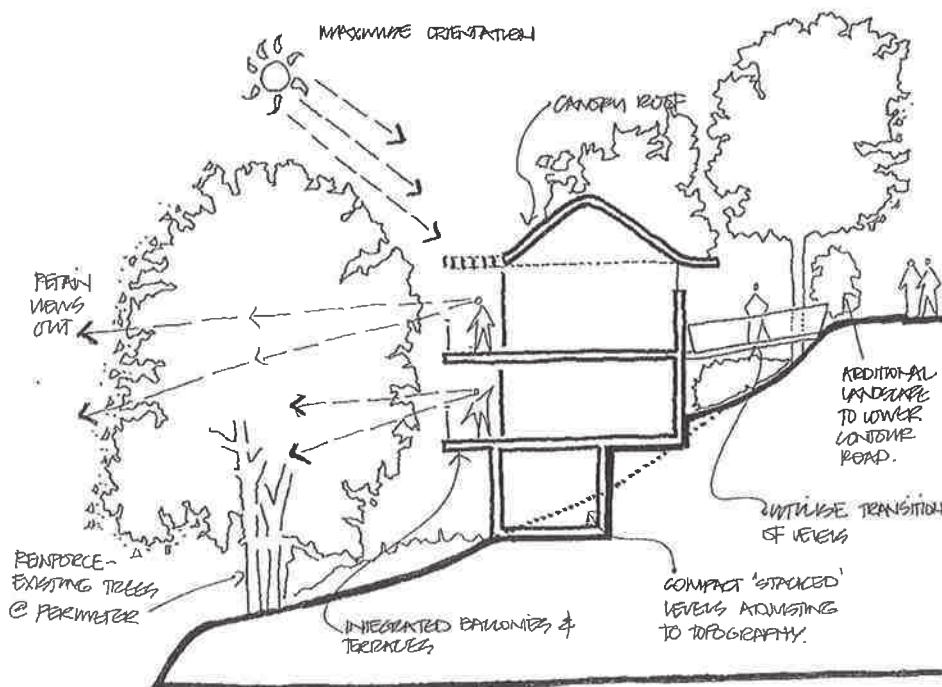 MAXIMISE ORIENTATION
CANOPY ROOF
RETAIN
VIEWS
OUT
ADDITIONAL
LANDSCAPE
TO LOWER
CONTOUR
ROAD.
UTILISE TRANSITION
OF LEVELS
REINFORCE
EXISTING TREES
@ PERIMETER
INTEGRATED BALCONIES &
TERRACES
COMPACT 'STACKED'
LEVELS ADJUSTING
TO TOPOGRAPHY.